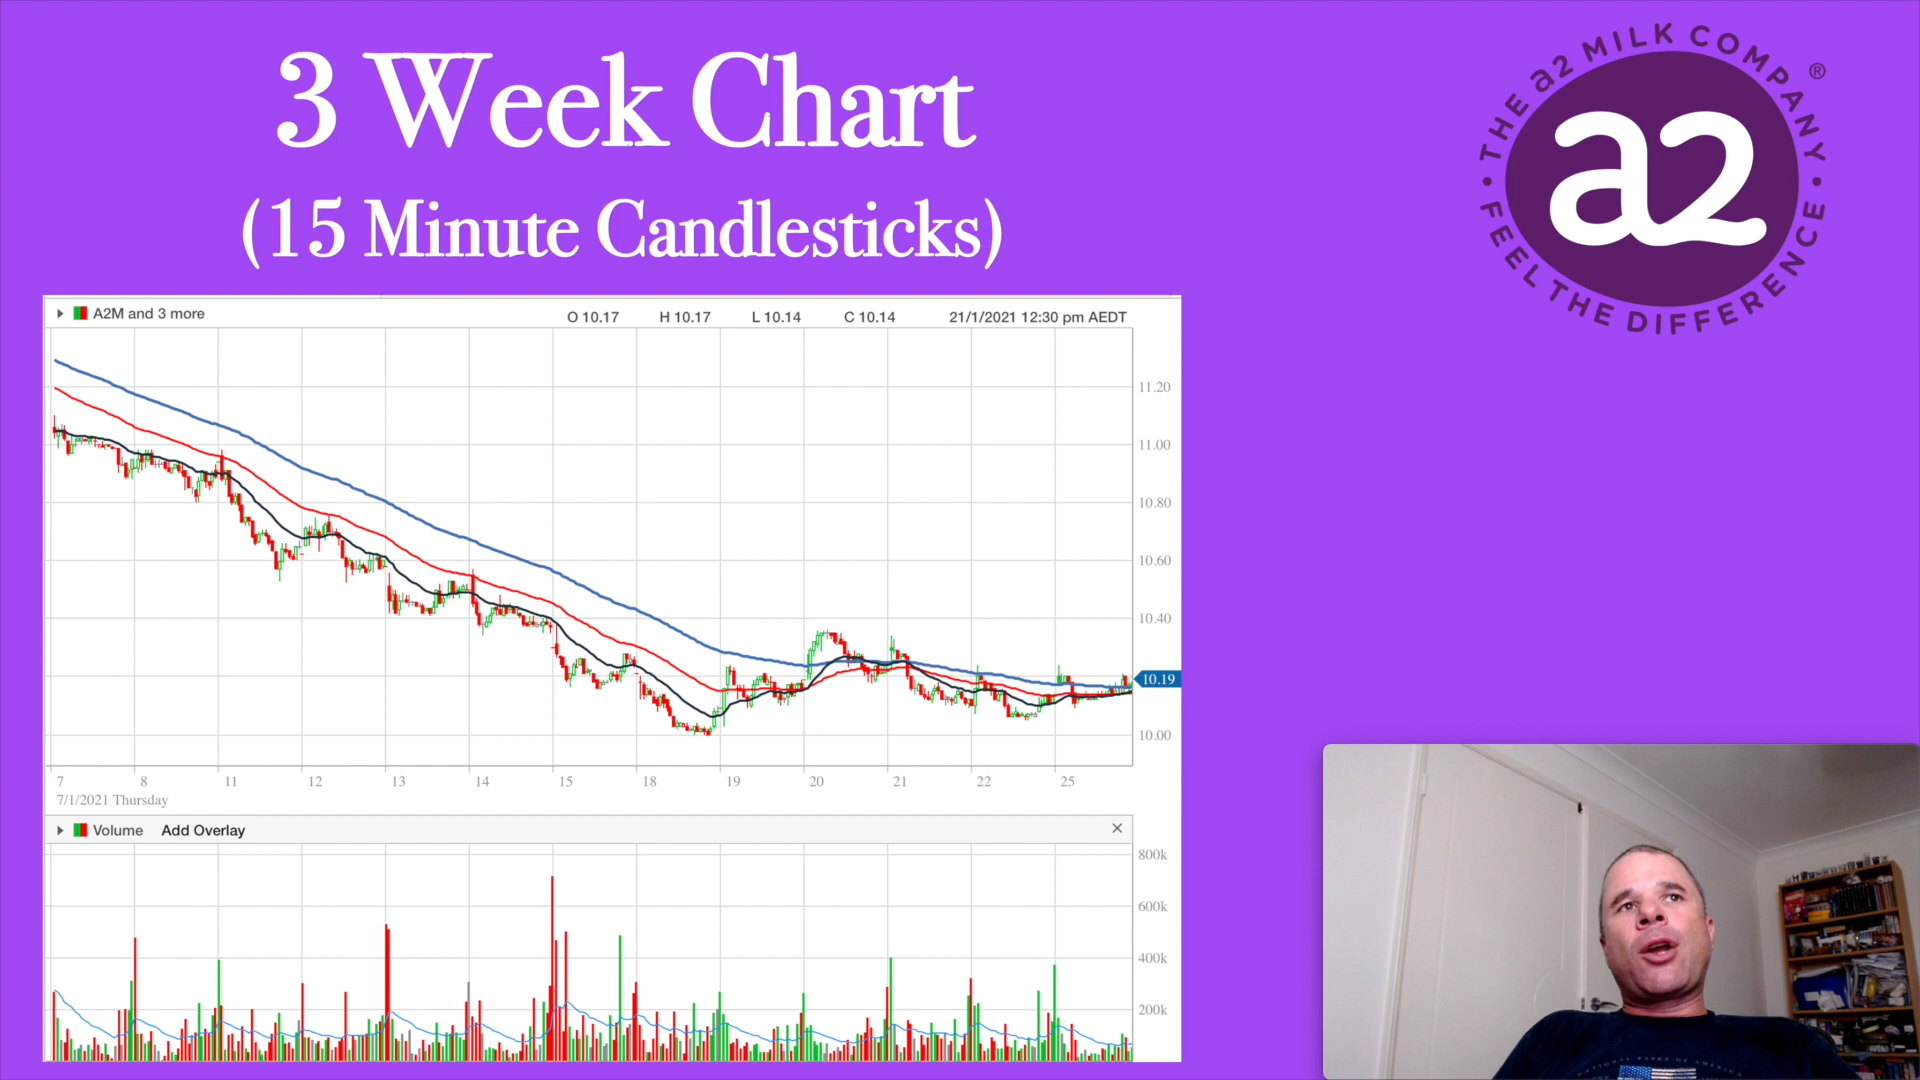 3 Week Chart
(15 Minute Candlesticks)
THE a2 MILK COMPANY
®
a2
FEEL THE DIFFERENCE
A2M and 3 more
O 10.17 H 10.17 L 10.14 C 10.14 21/1/2021 12:30 pm AEDT
11.20
11.00
10.80
10.60
10.40
10.19
10.00
7 8 11 12 13 14 15 18 19 20 21 22 25
7/1/2021 Thursday
Volume Add Overlay
800k
600k
400k
200k